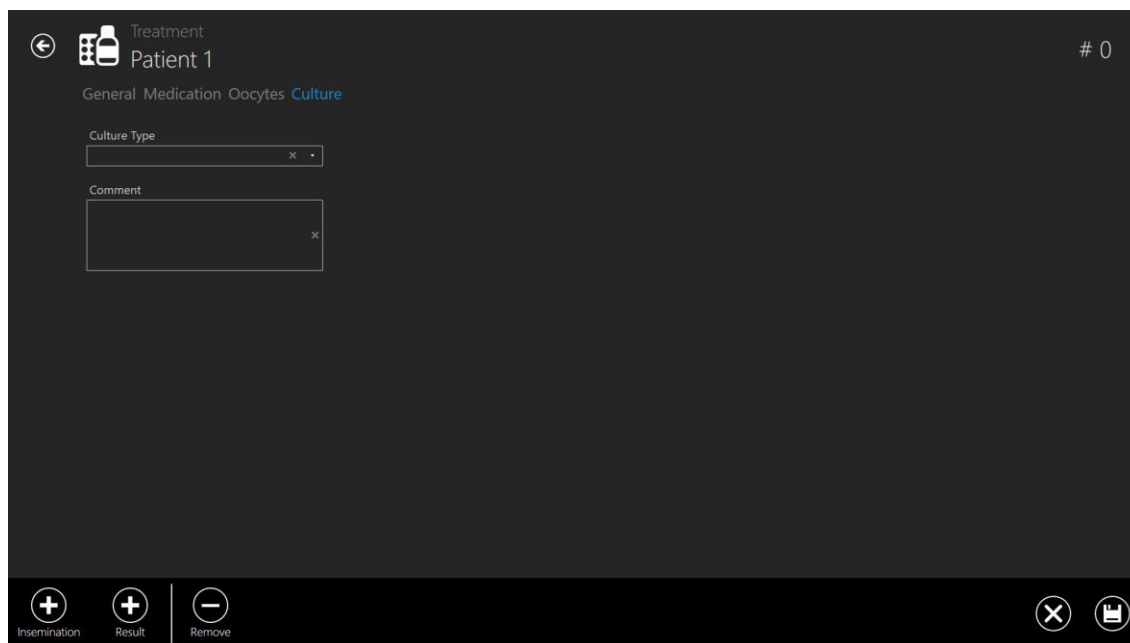 Treatment
Patient 1
# 0
General Medication Oocytes Culture
Culture Type
Comment
Insemination Result Remove